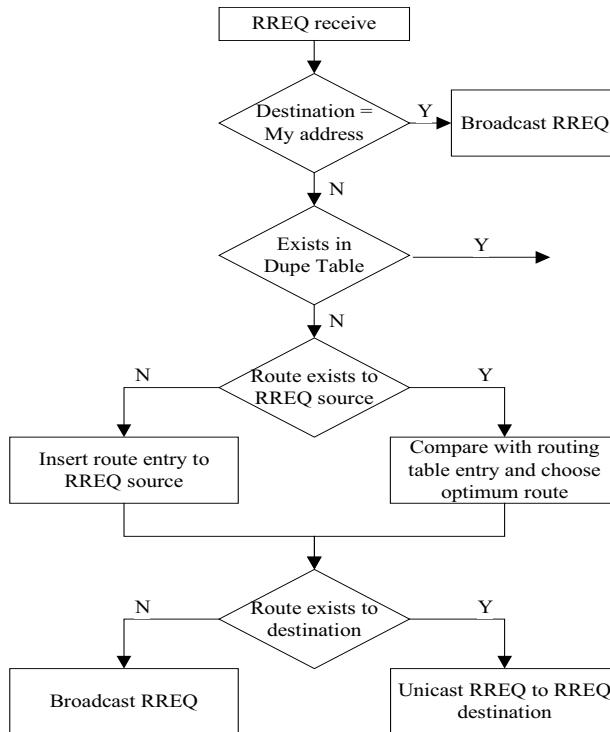 RREQ receive
Destination =
My address
Y
Broadcast RREQ
N
Exists in
Dupe Table
Y
N
N
Route exists to
RREQ source
Y
Insert route entry to
RREQ source
Compare with routing
table entry and choose
optimum route
N
Route exists to
destination
Y
Broadcast RREQ
Unicast RREQ to RREQ
destination